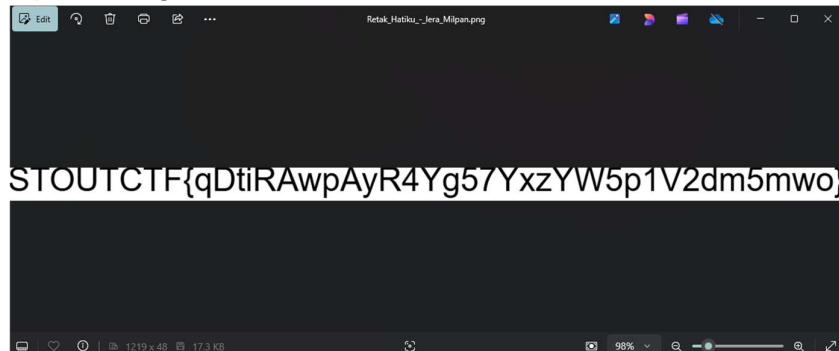 Edit
Retak_Hatiku_-_Iera_Milpan.png
STOUTCTF{qDtiRAwpAyR4Yg57YxzYW5p1V2dm5mwo}
1219 x 48 17.3 KB
98%